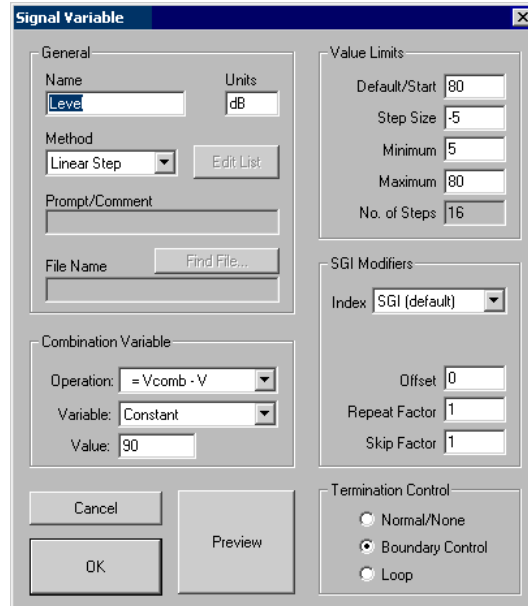 Signal Variable
General
Name
Units
Level
dB
Method
Linear Step
Edit List
Prompt/Comment
File Name
Find File...
Combination Variable
Operation:
= Vcomb - V
Variable:
Constant
Value:
90
Cancel
OK
Preview
Value Limits
Default/Start
80
Step Size
-5
Minimum
5
Maximum
80
No. of Steps
16
SGI Modifiers
Index
SGI (default)
Offset
0
Repeat Factor
1
Skip Factor
1
Termination Control
Normal/None
Boundary Control
Loop